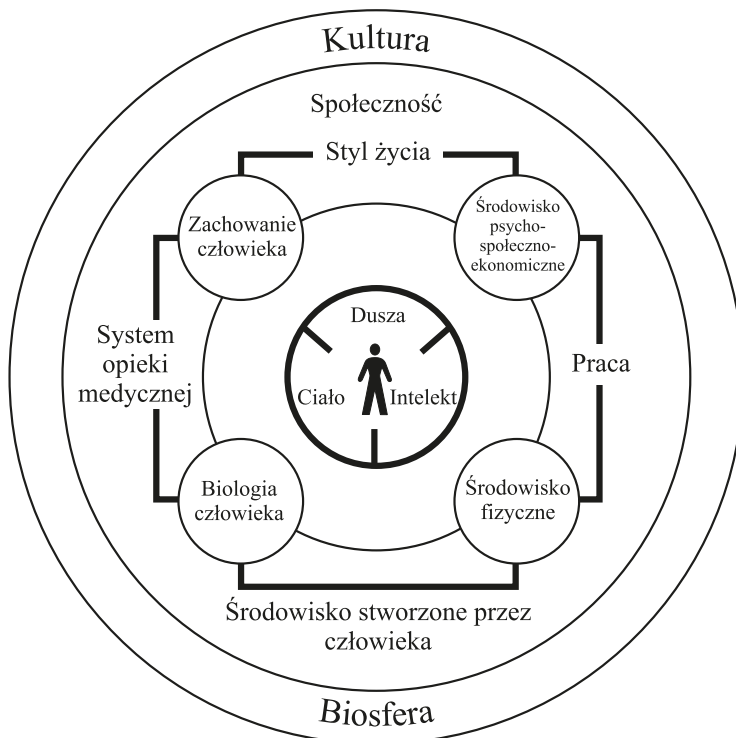 Kultura
Społeczność
Styl życia
Zachowanie
człowieka
Środowisko
psycho-
społeczno-
ekonomiczne
Dusza
System
opieki
medycznej
Praca
Ciało
Intelekt
Biologia
człowieka
Środowisko
fizyczne
Środowisko stworzone przez
człowieka
Biosfera